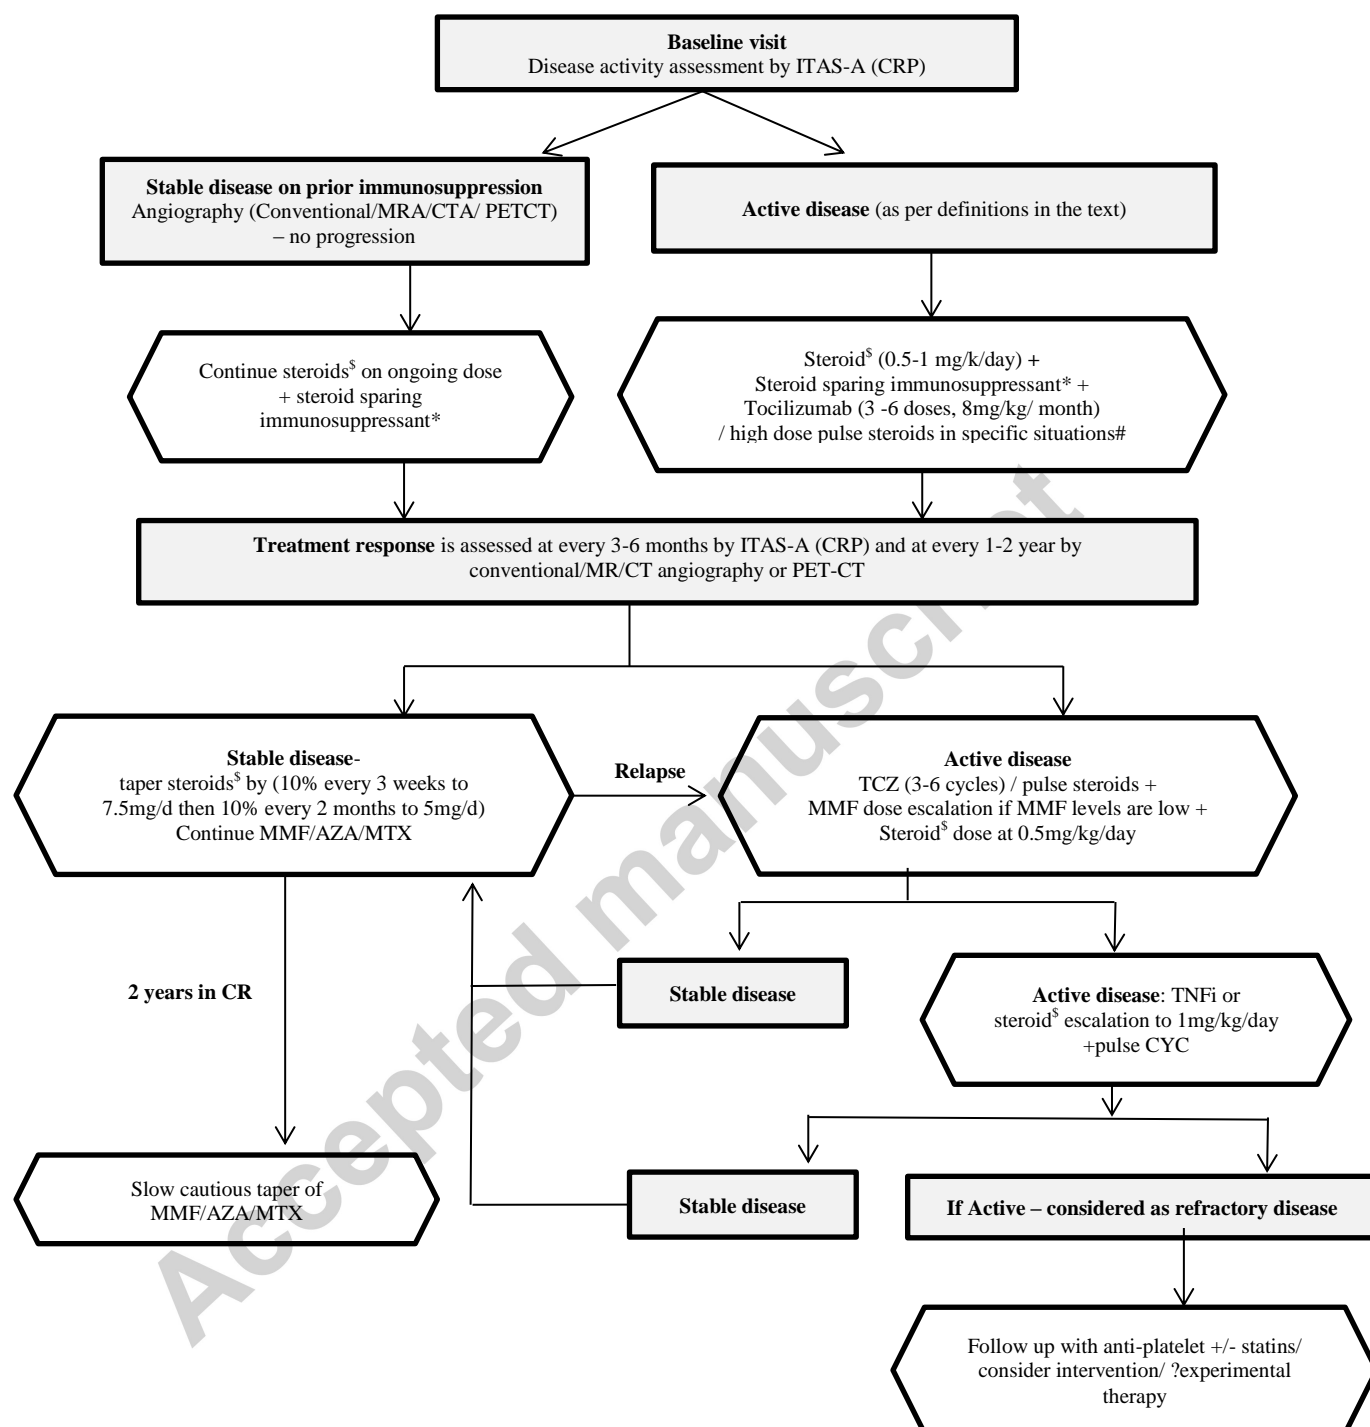 Baseline visit
Disease activity assessment by ITAS-A (CRP)
Stable disease on prior immunosuppression
Angiography (Conventional/MRA/CTA/ PETCT)
– no progression
Active disease (as per definitions in the text)
Continue steroids$ on ongoing dose
+ steroid sparing
immunosuppressant*
Steroid$ (0.5-1 mg/k/day) +
Steroid sparing immunosuppressant* +
Tocilizumab (3 -6 doses, 8mg/kg/ month)
/ high dose pulse steroids in specific situations#
Treatment response is assessed at every 3-6 months by ITAS-A (CRP) and at every 1-2 year by
conventional/MR/CT angiography or PET-CT
Stable disease-
taper steroids$ by (10% every 3 weeks to
7.5mg/d then 10% every 2 months to 5mg/d)
Continue MMF/AZA/MTX
Relapse
Active disease
TCZ (3-6 cycles) / pulse steroids +
MMF dose escalation if MMF levels are low +
Steroid$ dose at 0.5mg/kg/day
2 years in CR
Stable disease
Active disease: TNFi or
steroid$ escalation to 1mg/kg/day
+pulse CYC
Slow cautious taper of
MMF/AZA/MTX
Stable disease
If Active – considered as refractory disease
Follow up with anti-platelet +/- statins/
consider intervention/ ?experimental
therapy
Accepted manuscript